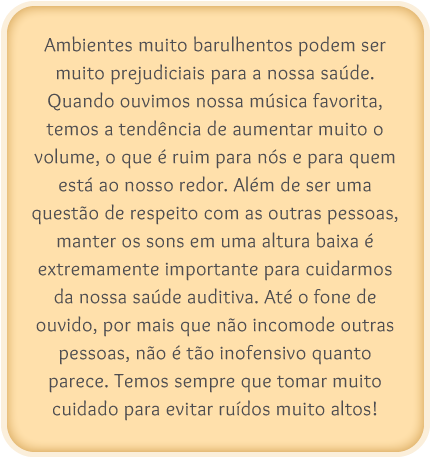 Ambientes muito barulhentos podem ser
muito prejudiciais para a nossa saúde.
Quando ouvimos nossa música favorita,
temos a tendência de aumentar muito o
volume, o que é ruim para nós e para quem
está ao nosso redor. Além de ser uma
questão de respeito com as outras pessoas,
manter os sons em uma altura baixa é
extremamente importante para cuidarmos
da nossa saúde auditiva. Até o fone de
ouvido, por mais que não incomode outras
pessoas, não é tão inofensivo quanto
parece. Temos sempre que tomar muito
cuidado para evitar ruídos muito altos!